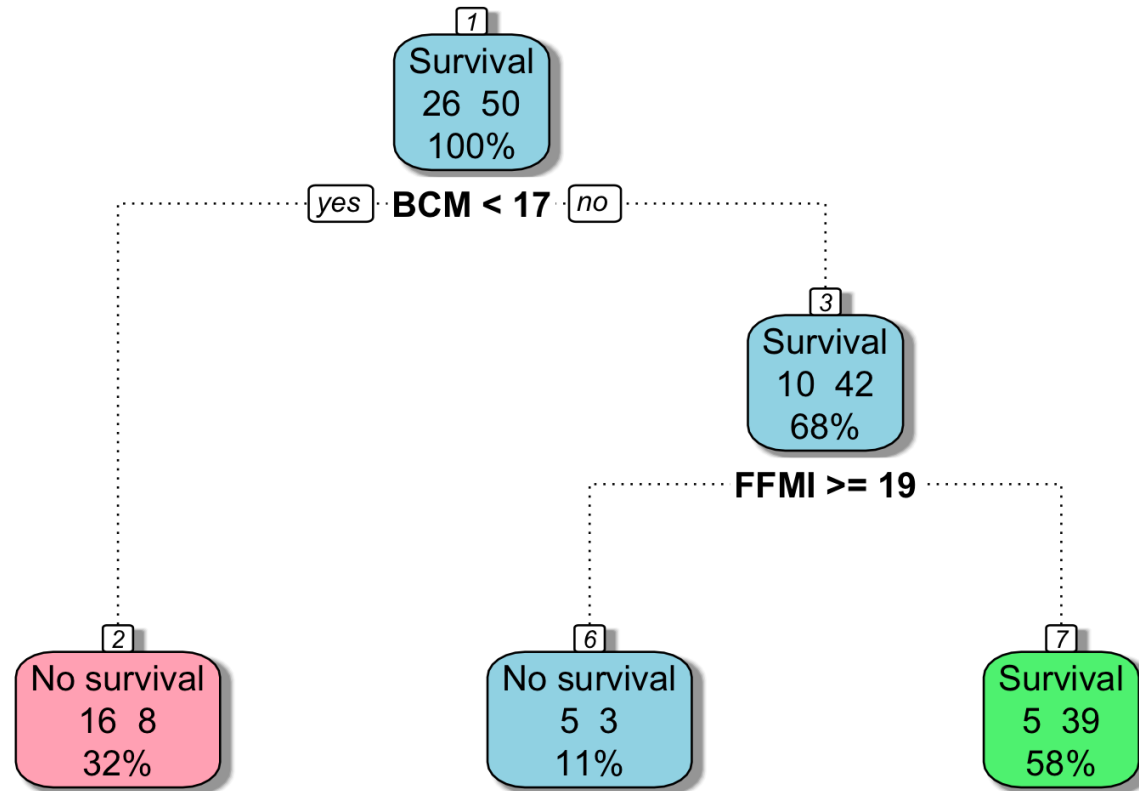 1
Survival
26 50
100%
yes BCM < 17 no
3
Survival
10 42
68%
FFMI >= 19
2
No survival
16 8
32%
6
No survival
5 3
11%
7
Survival
5 39
58%